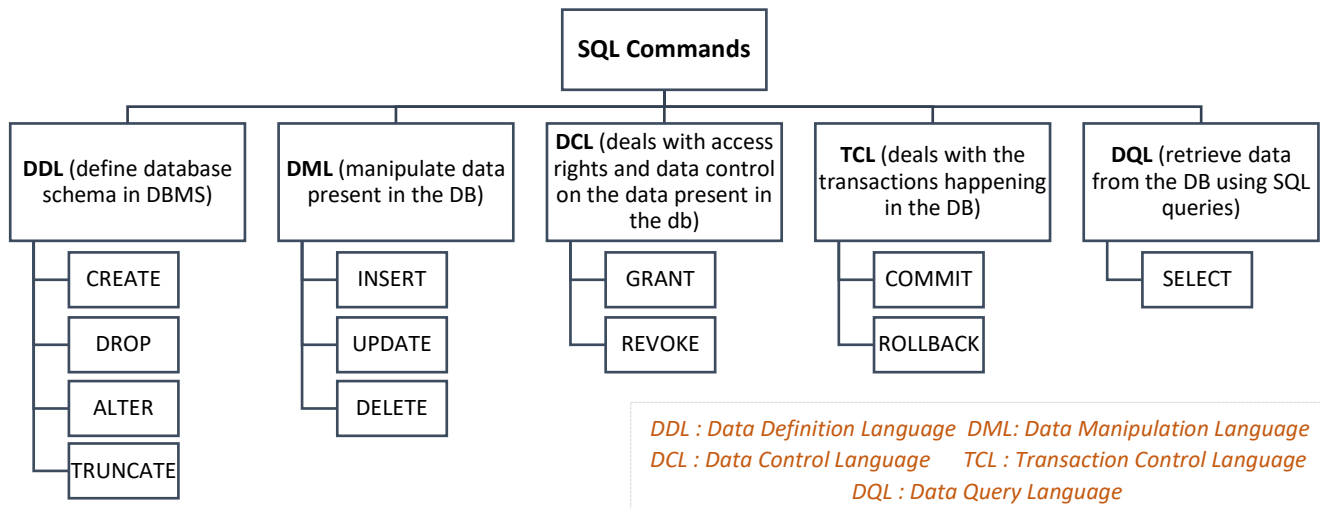 SQL Commands
DDL (define database
schema in DBMS)
CREATE
DROP
ALTER
TRUNCATE
DML (manipulate data
present in the DB)
INSERT
UPDATE
DELETE
DCL (deals with access
rights and data control
on the data present in
the db)
GRANT
REVOKE
TCL (deals with the
transactions happening
in the DB)
COMMIT
ROLLBACK
DQL (retrieve data
from the DB using SQL
queries)
SELECT
DDL : Data Definition Language DML: Data Manipulation Language
DCL : Data Control Language TCL : Transaction Control Language
DQL : Data Query Language